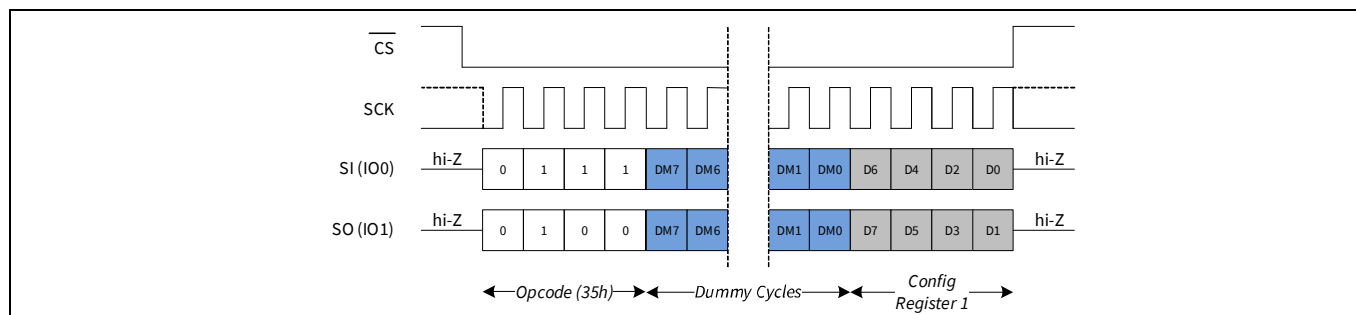 CS
SCK
hi-Z hi-Z
SI (IO0) 0 1 1 1 DM7 DM6 DM1 DM0 D6 D4 D2 D0
hi-Z hi-Z
SO (IO1) 0 1 0 0 DM7 DM6 DM1 DM0 D7 D5 D3 D1
Opcode (35h) Dummy Cycles Config
Register 1